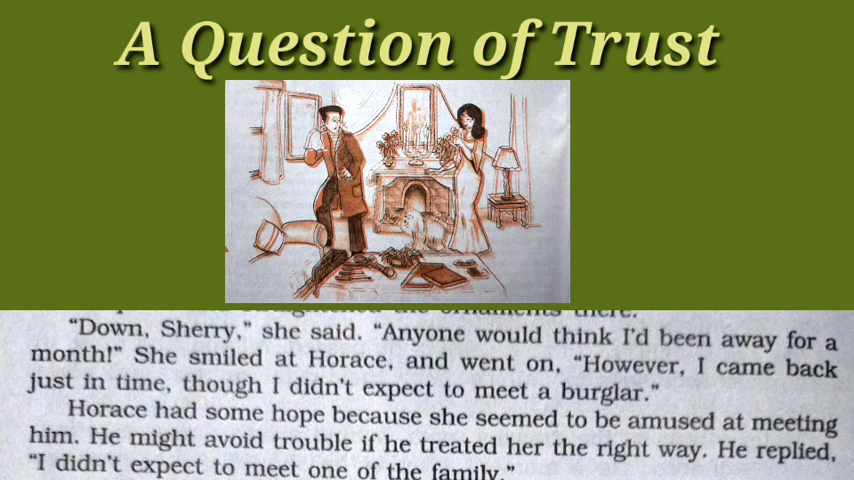 A Question of Trust
ornaments there.
“Down, Sherry,” she said. “Anyone would think I’d been away for a
month!” She smiled at Horace, and went on, “However, I came back
just in time, though I didn’t expect to meet a burglar.”
Horace had some hope because she seemed to be amused at meeting
him. He might avoid trouble if he treated her the right way. He replied,
“I didn’t expect to meet one of the family.”